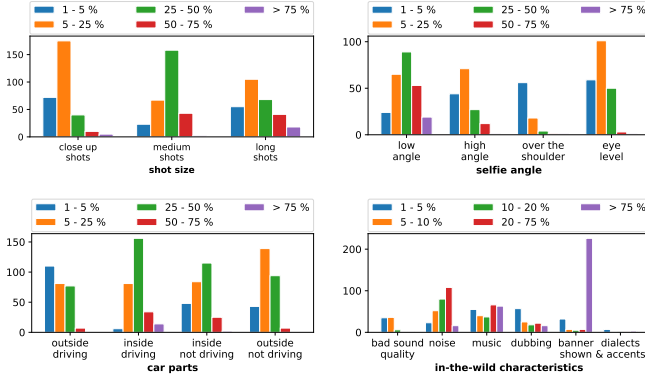 1 - 5 % 25 - 50 % > 75 %
5 - 25 % 50 - 75 %
150
100
50
0
close up shots medium shots long shots
shot size
1 - 5 % 25 - 50 % > 75 %
5 - 25 % 50 - 75 %
100
50
0
low angle high angle over the shoulder eye level
selfie angle
1 - 5 % 25 - 50 % > 75 %
5 - 25 % 50 - 75 %
150
100
50
0
outside driving inside driving inside not driving outside not driving
car parts
1 - 5 % 10 - 20 % > 75 %
5 - 10 % 20 - 75 %
200
100
0
bad sound quality noise music dubbing banner shown dialects & accents
in-the-wild characteristics